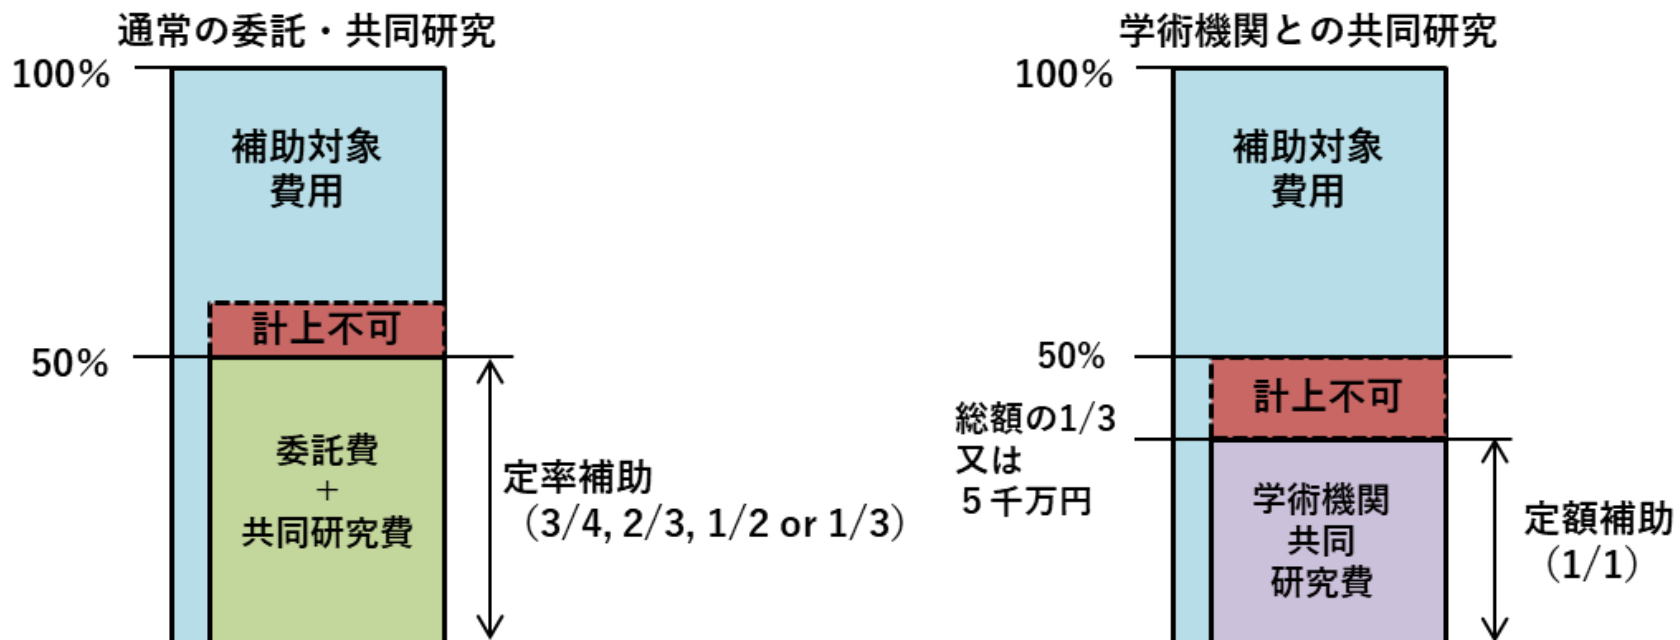 通常の委託・共同研究
100%
補助対象
費用
計上不可
50%
委託費
+
共同研究費
定率補助
（3/4, 2/3, 1/2 or 1/3）
学術機関との共同研究
100%
補助対象
費用
50%
計上不可
総額の1/3
又は
５千万円
学術機関
共同
研究費
定額補助
（1/1）